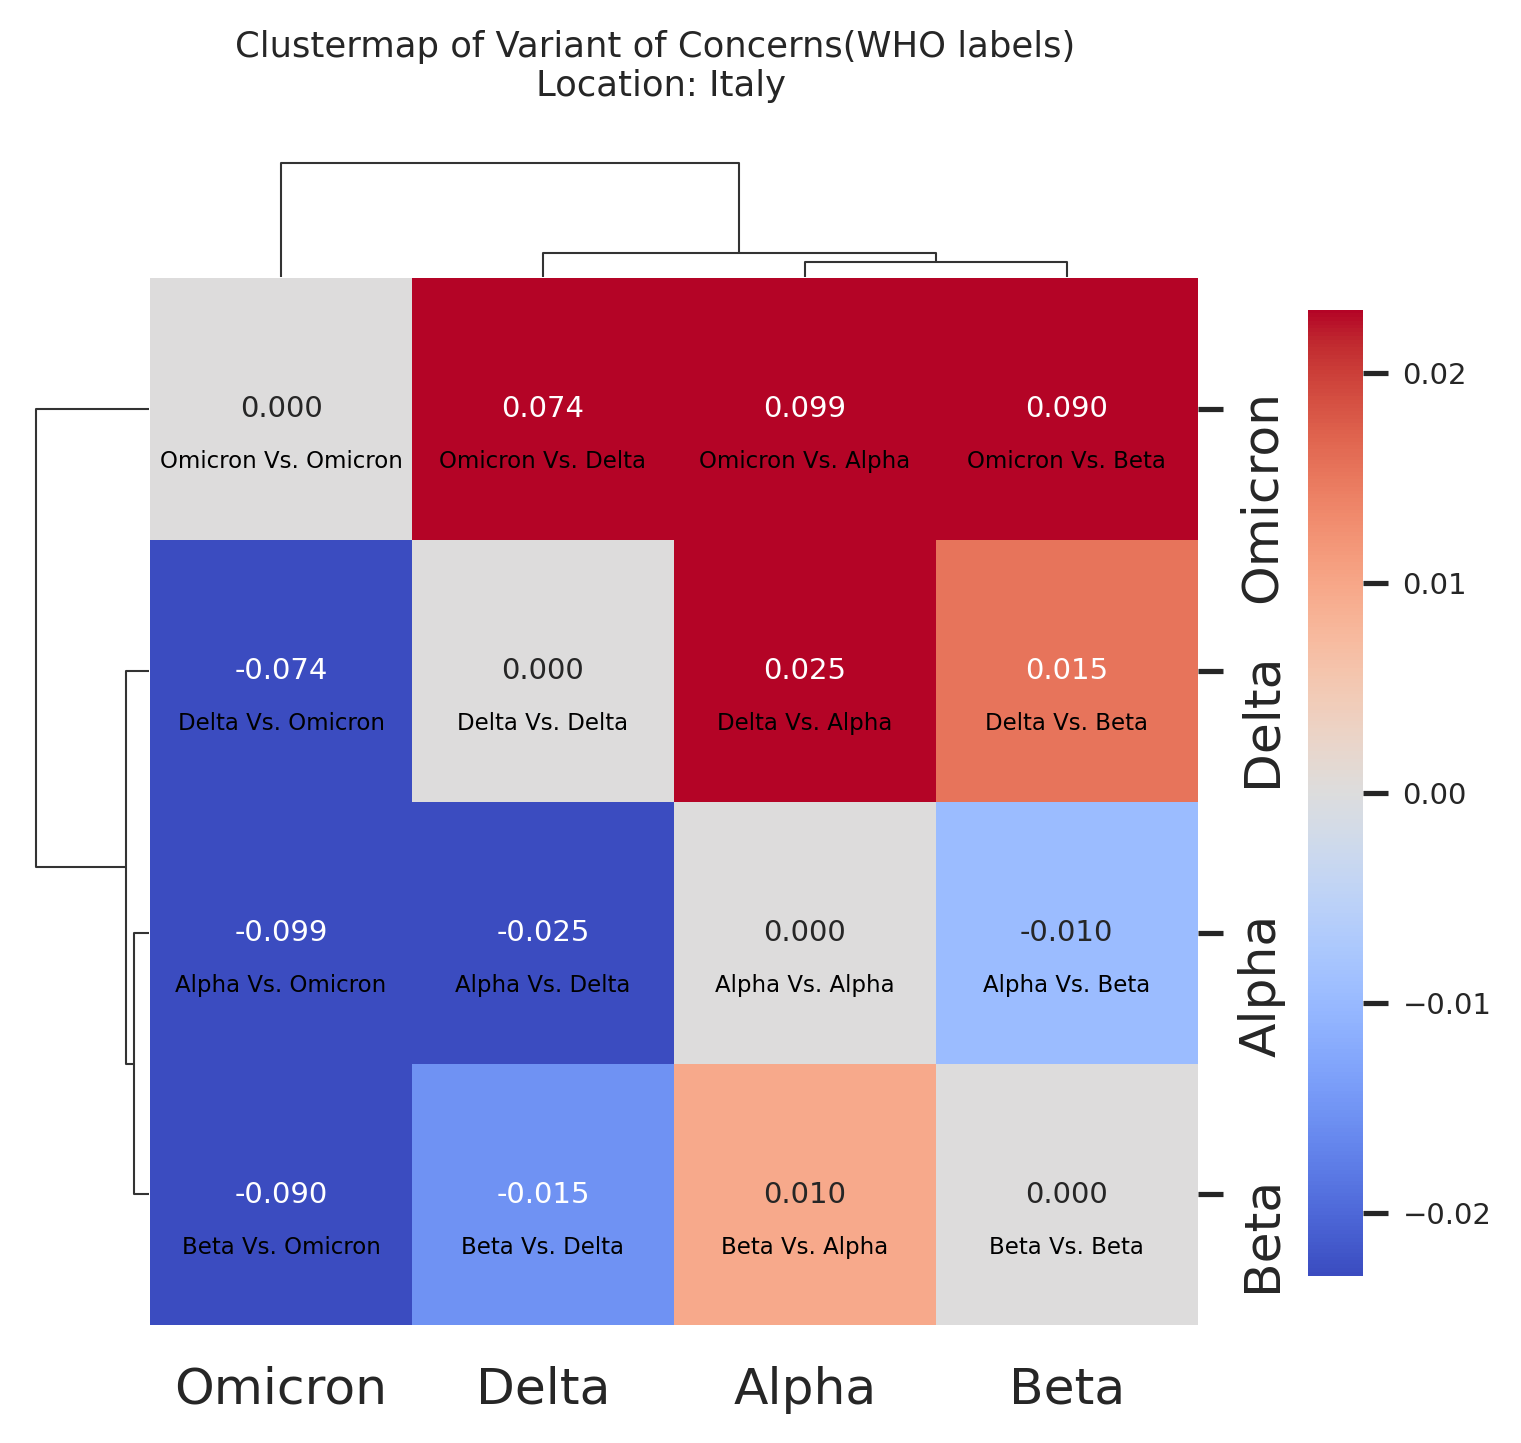 Clustermap of Variant of Concerns(WHO labels)
Location: Italy
0.000
Omicron Vs. Omicron
0.074
Omicron Vs. Delta
0.099
Omicron Vs. Alpha
0.090
Omicron Vs. Beta
-0.074
Delta Vs. Omicron
0.000
Delta Vs. Delta
0.025
Delta Vs. Alpha
0.015
Delta Vs. Beta
-0.099
Alpha Vs. Omicron
-0.025
Alpha Vs. Delta
0.000
Alpha Vs. Alpha
-0.010
Alpha Vs. Beta
-0.090
Beta Vs. Omicron
-0.015
Beta Vs. Delta
0.010
Beta Vs. Alpha
0.000
Beta Vs. Beta
Omicron
Delta
Alpha
Beta
Omicron
Delta
Alpha
Beta
0.02
0.01
0.00
−0.01
−0.02